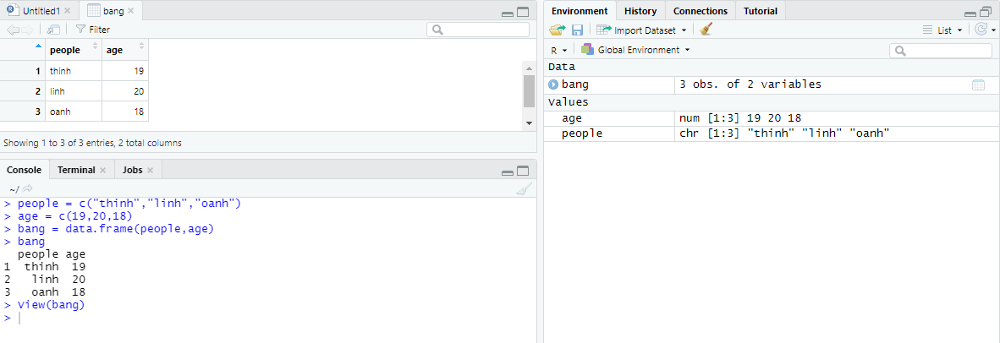 Untitled1 × bang ×
Filter
people age
1 thinh 19
2 linh 20
3 oanh 18
Showing 1 to 3 of 3 entries, 2 total columns
Console Terminal × Jobs ×
~/
> people = c("thinh","linh","oanh")
> age = c(19,20,18)
> bang = data.frame(people,age)
> bang
  people age
1  thinh  19
2   linh  20
3   oanh  18
> View(bang)
>
Environment History Connections Tutorial
Import Dataset List
R Global Environment
Data
bang 3 obs. of 2 variables
Values
age num [1:3] 19 20 18
people chr [1:3] "thinh" "linh" "oanh"